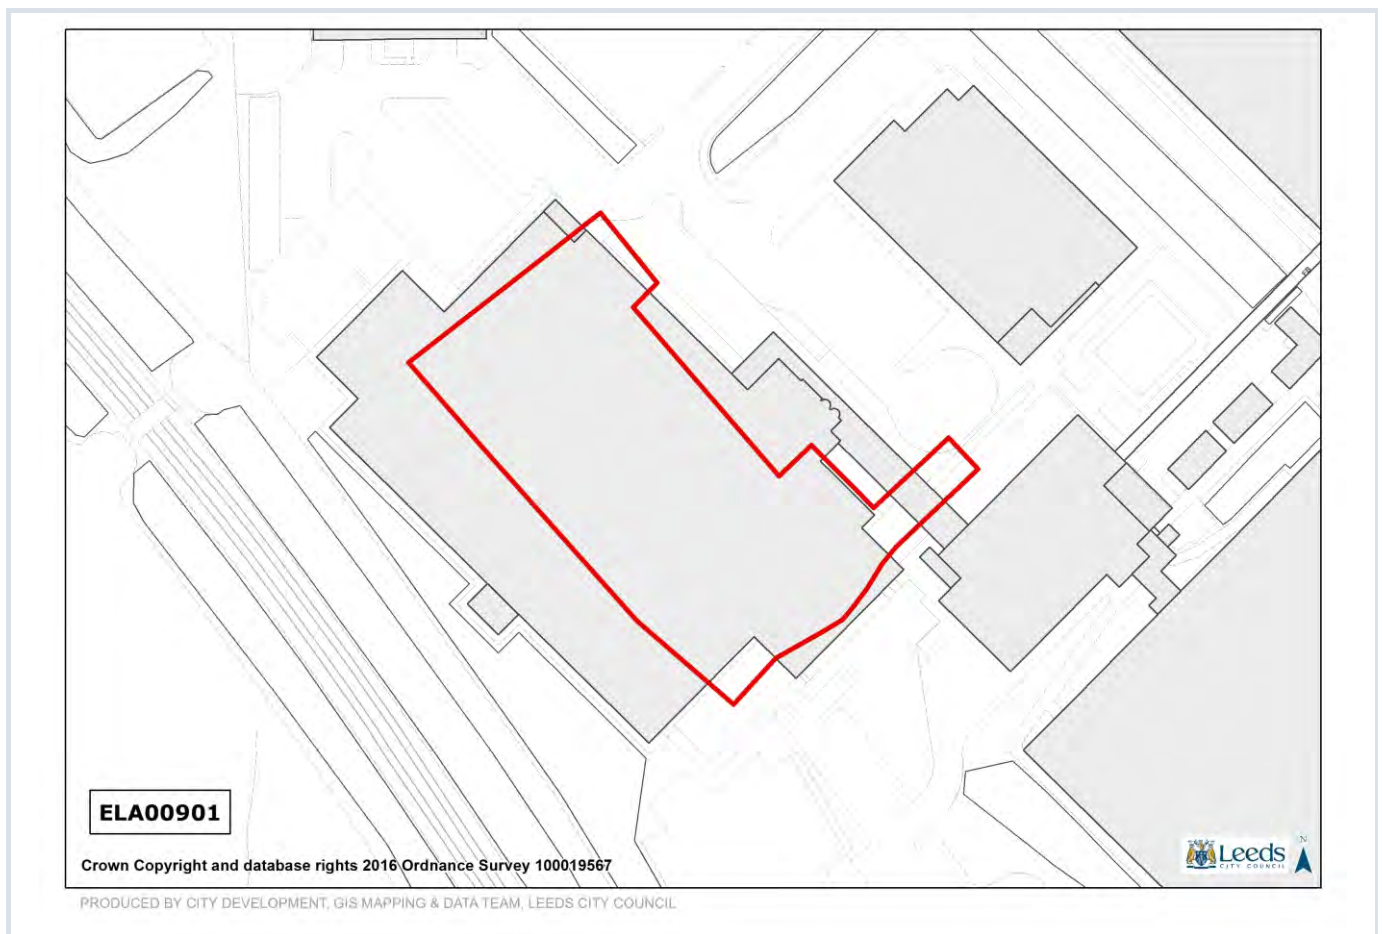 ELA00901
Crown Copyright and database rights 2016 Ordnance Survey 100019567
Leeds
CITY COUNCIL
N
PRODUCED BY CITY DEVELOPMENT, GIS MAPPING & DATA TEAM, LEEDS CITY COUNCIL